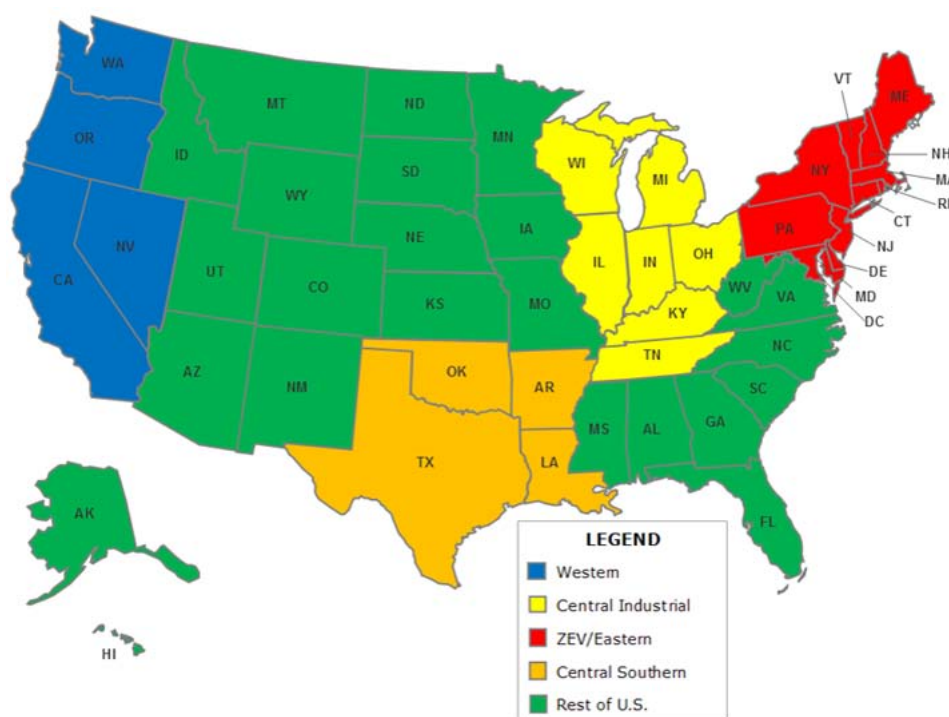 WA
MT
ND
MN
OR
ID
SD
WY
WI
MI
VT
ME
NH
NY
MA
RI
CT
PA
NJ
NE
IA
NV
UT
CA
CO
KS
MO
IL
IN
OH
KY
WV
VA
DE
MD
DC
TN
NC
SC
AZ
NM
OK
AR
MS
AL
GA
TX
LA
FL
AK
HI
LEGEND
Western
Central Industrial
ZEV/Eastern
Central Southern
Rest of U.S.